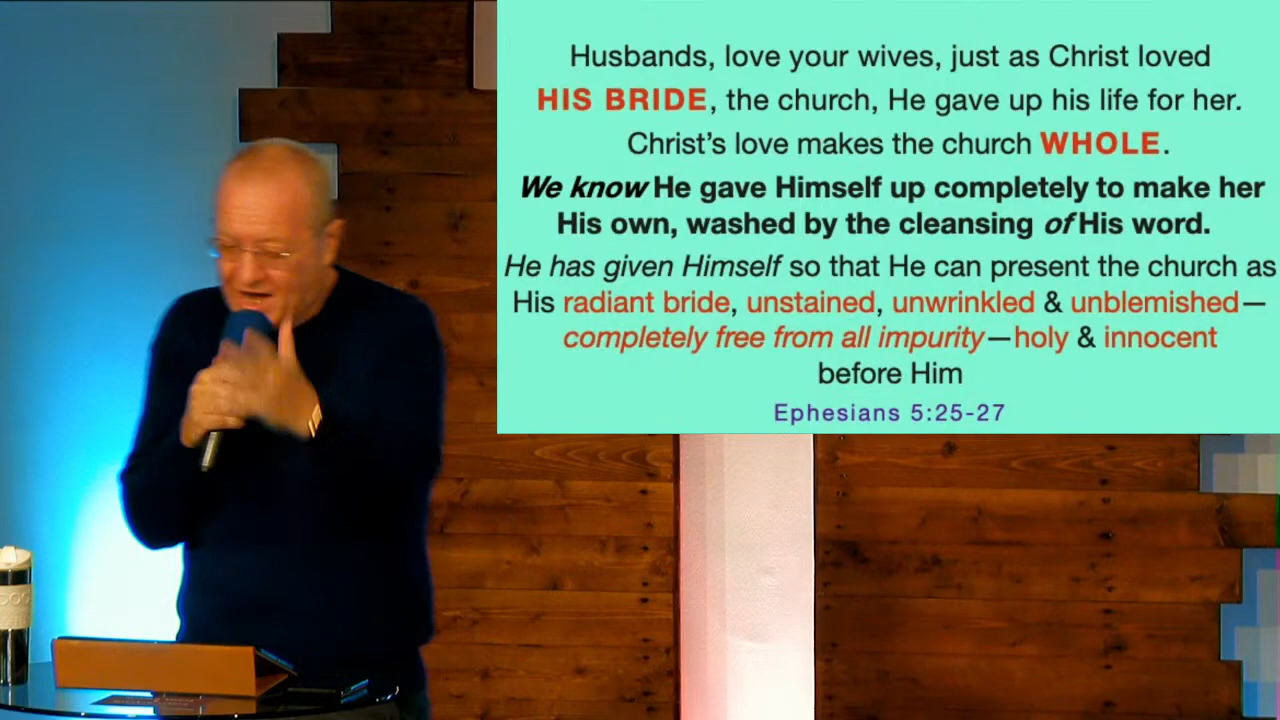 Husbands, love your wives, just as Christ loved
HIS BRIDE, the church, He gave up his life for her.
Christ’s love makes the church WHOLE.
We know He gave Himself up completely to make her
His own, washed by the cleansing of His word.
He has given Himself so that He can present the church as
His radiant bride, unstained, unwrinkled & unblemished—
completely free from all impurity—holy & innocent
before Him
Ephesians 5:25-27